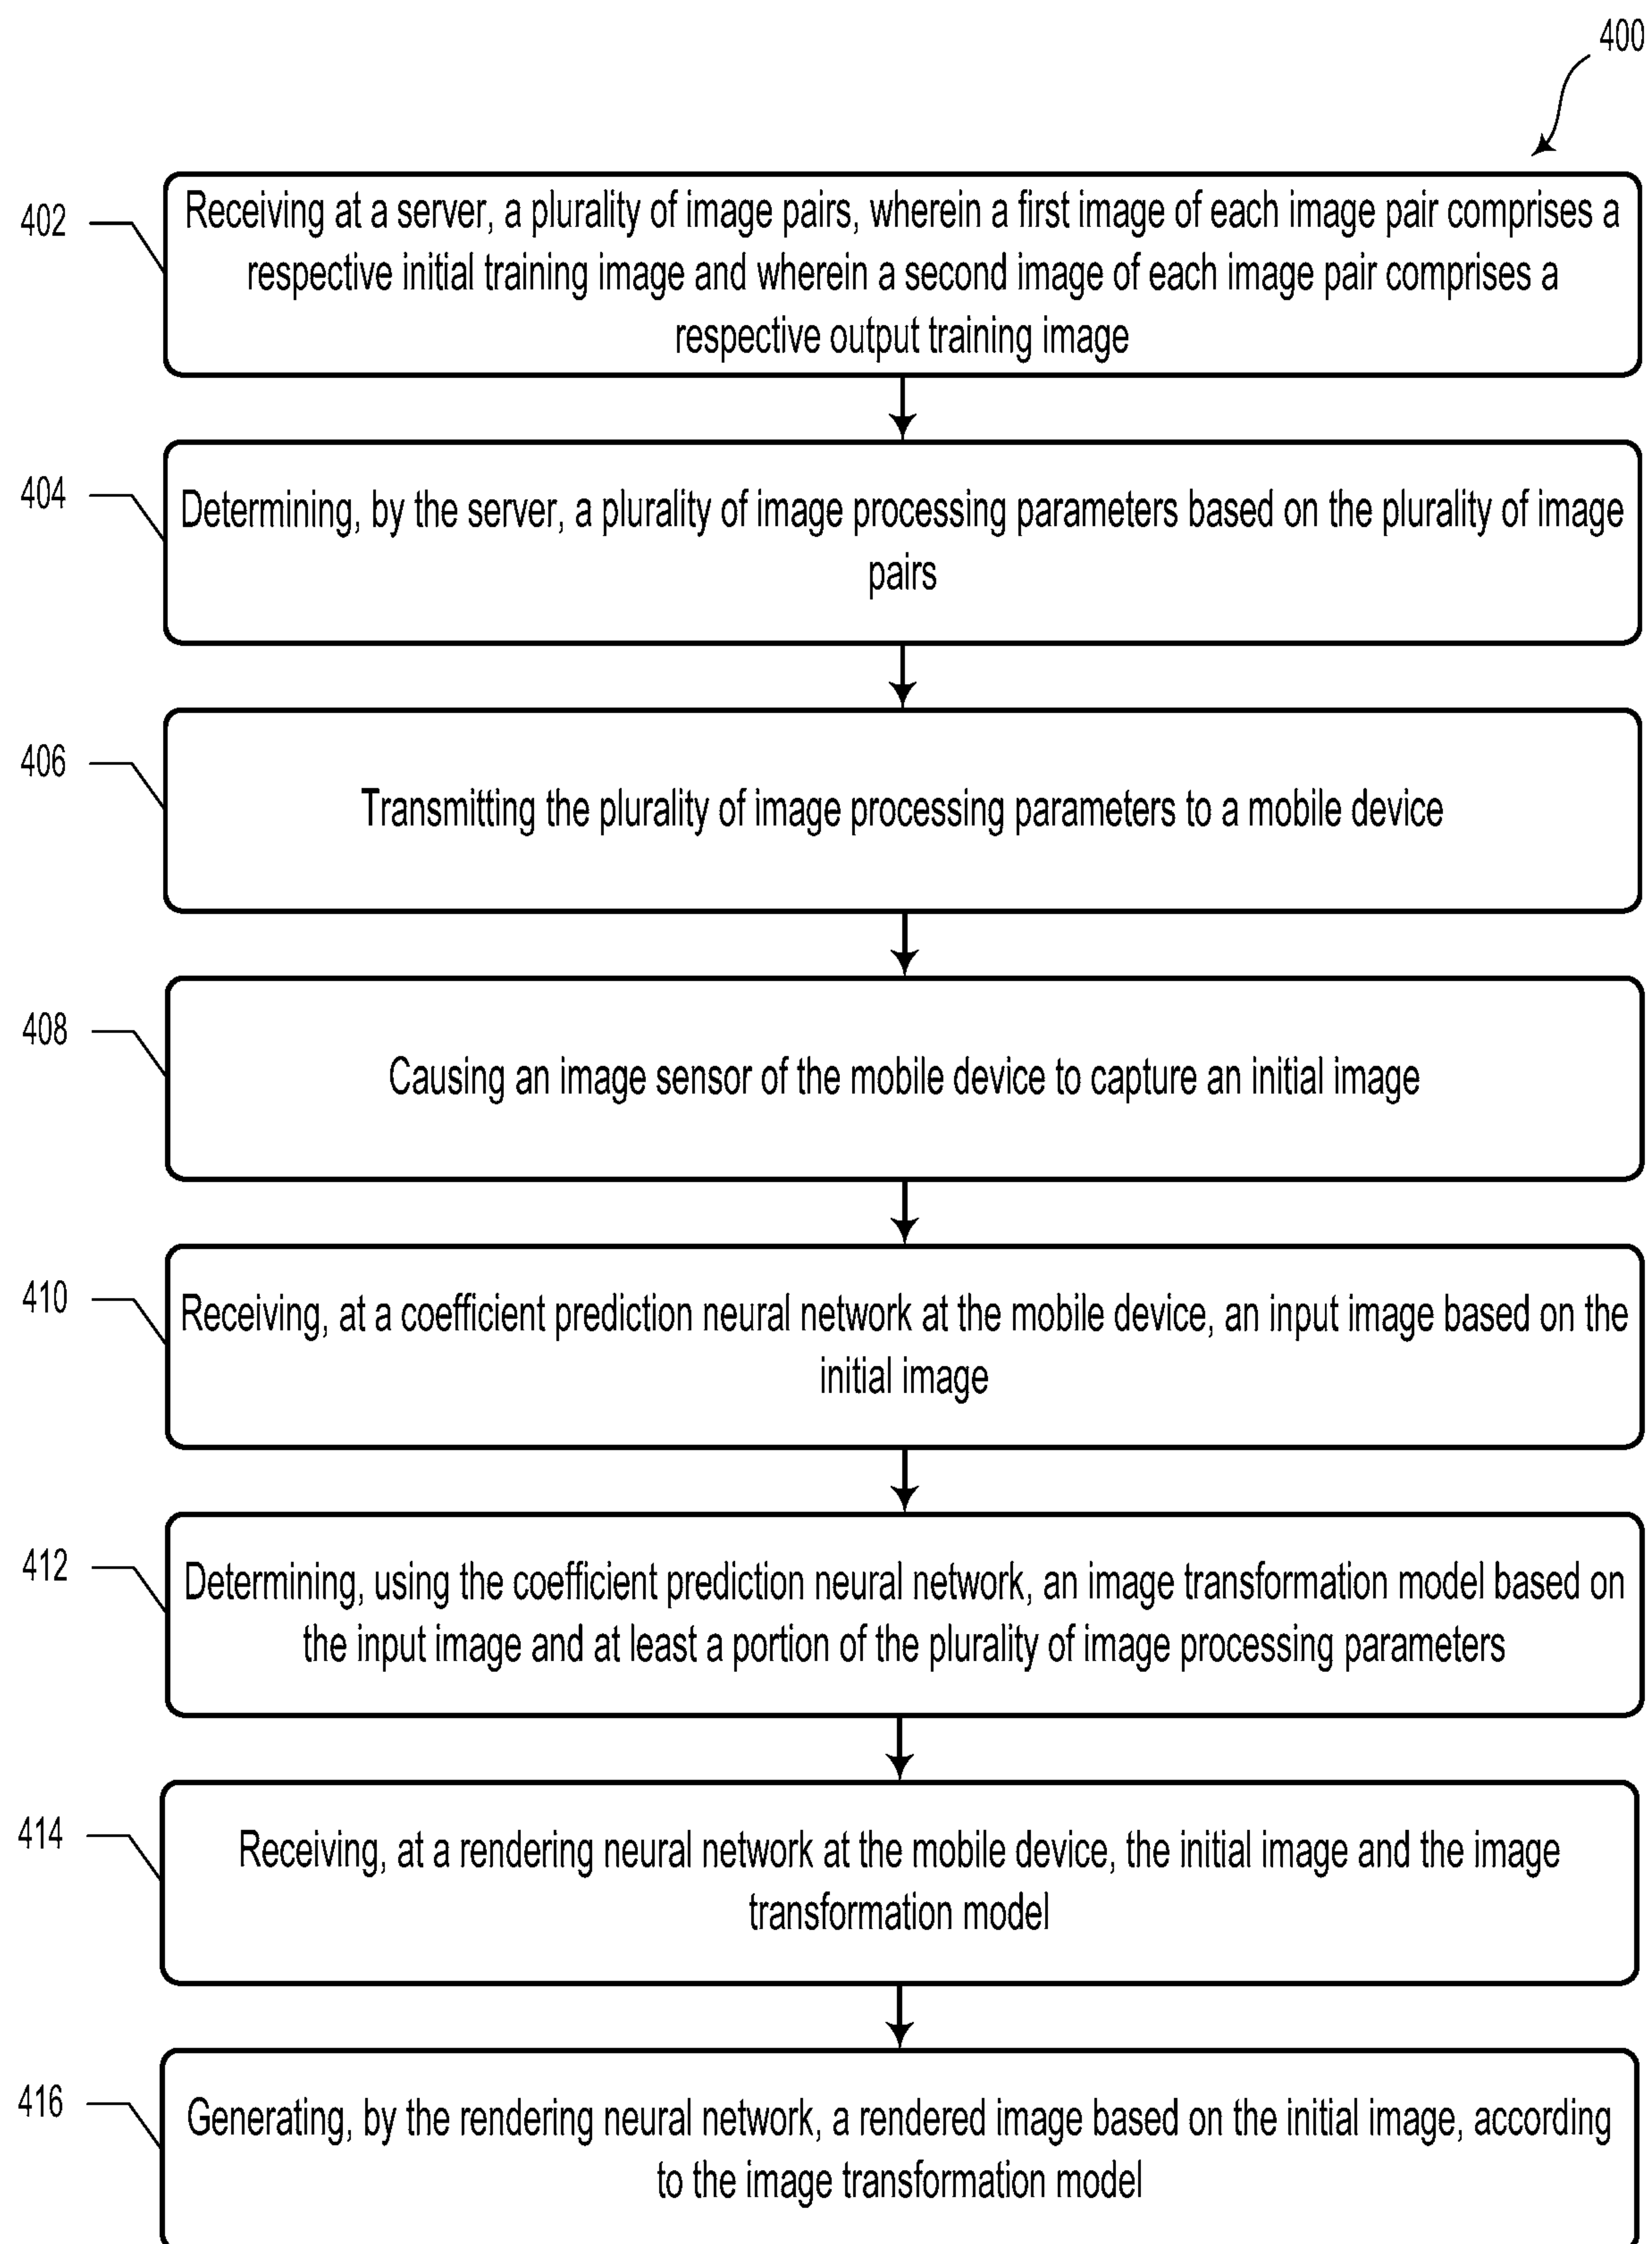 400
402
Receiving at a server, a plurality of image pairs, wherein a first image of each image pair comprises a
respective initial training image and wherein a second image of each image pair comprises a
respective output training image
404
Determining, by the server, a plurality of image processing parameters based on the plurality of image
pairs
406
Transmitting the plurality of image processing parameters to a mobile device
408
Causing an image sensor of the mobile device to capture an initial image
410
Receiving, at a coefficient prediction neural network at the mobile device, an input image based on the
initial image
412
Determining, using the coefficient prediction neural network, an image transformation model based on
the input image and at least a portion of the plurality of image processing parameters
414
Receiving, at a rendering neural network at the mobile device, the initial image and the image
transformation model
416
Generating, by the rendering neural network, a rendered image based on the initial image, according
to the image transformation model